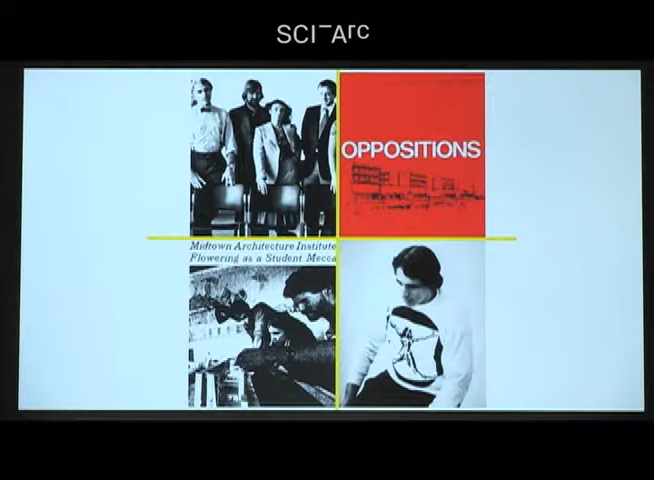 SCI-Arc
OPPOSITIONS
Midtown Architecture Institute
Flowering as a Student Mecca